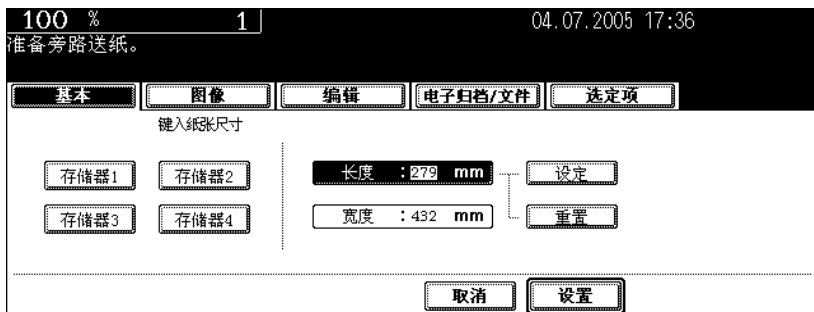 100 % 1 04.07.2005 17:36
准备旁路送纸。
基本 图像 编辑 电子归档/文件 选定项
键入纸张尺寸
存储器1 存储器2 长度 :279 mm 设定
存储器3 存储器4 宽度 :432 mm 重置
取消 设置